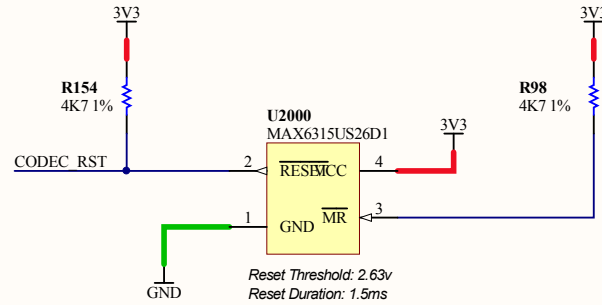 3V3
3V3
R154
4K7 1%
R98
4K7 1%
U2000
MAX6315US26D1
3V3
CODEC_RST
2
RESET
VCC
4
1
GND
MR
3
GND
Reset Threshold: 2.63v
Reset Duration: 1.5ms